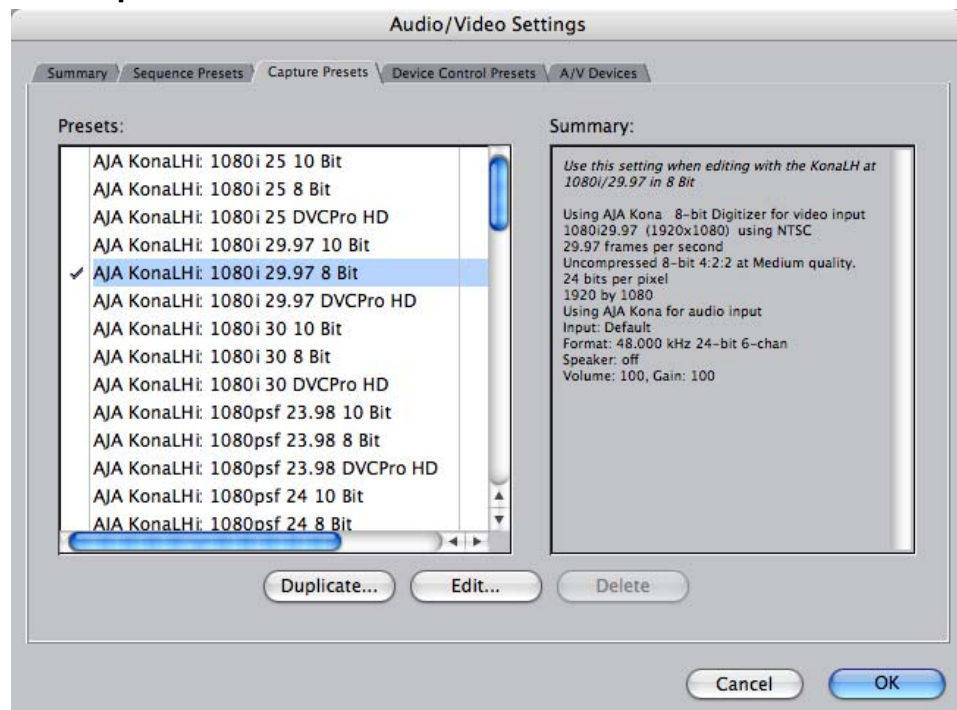 Audio/Video Settings
Summary Sequence Presets Capture Presets Device Control Presets A/V Devices
Presets:
AJA KonaLHi: 1080i 25 10 Bit
AJA KonaLHi: 1080i 25 8 Bit
AJA KonaLHi: 1080i 25 DVCPro HD
AJA KonaLHi: 1080i 29.97 10 Bit
AJA KonaLHi: 1080i 29.97 8 Bit
AJA KonaLHi: 1080i 29.97 DVCPro HD
AJA KonaLHi: 1080i 30 10 Bit
AJA KonaLHi: 1080i 30 8 Bit
AJA KonaLHi: 1080i 30 DVCPro HD
AJA KonaLHi: 1080psf 23.98 10 Bit
AJA KonaLHi: 1080psf 23.98 8 Bit
AJA KonaLHi: 1080psf 23.98 DVCPro HD
AJA KonaLHi: 1080psf 24 10 Bit
AJA KonaLHi: 1080psf 24 8 Bit
Summary:
Use this setting when editing with the KonaLH at
1080i/29.97 in 8 Bit
Using AJA Kona 8-bit Digitizer for video input
1080i29.97 (1920x1080) using NTSC
29.97 frames per second
Uncompressed 8-bit 4:2:2 at Medium quality.
24 bits per pixel
1920 by 1080
Using AJA Kona for audio input
Input: Default
Format: 48.000 kHz 24-bit 6-chan
Speaker: off
Volume: 100, Gain: 100
Duplicate... Edit... Delete
Cancel OK